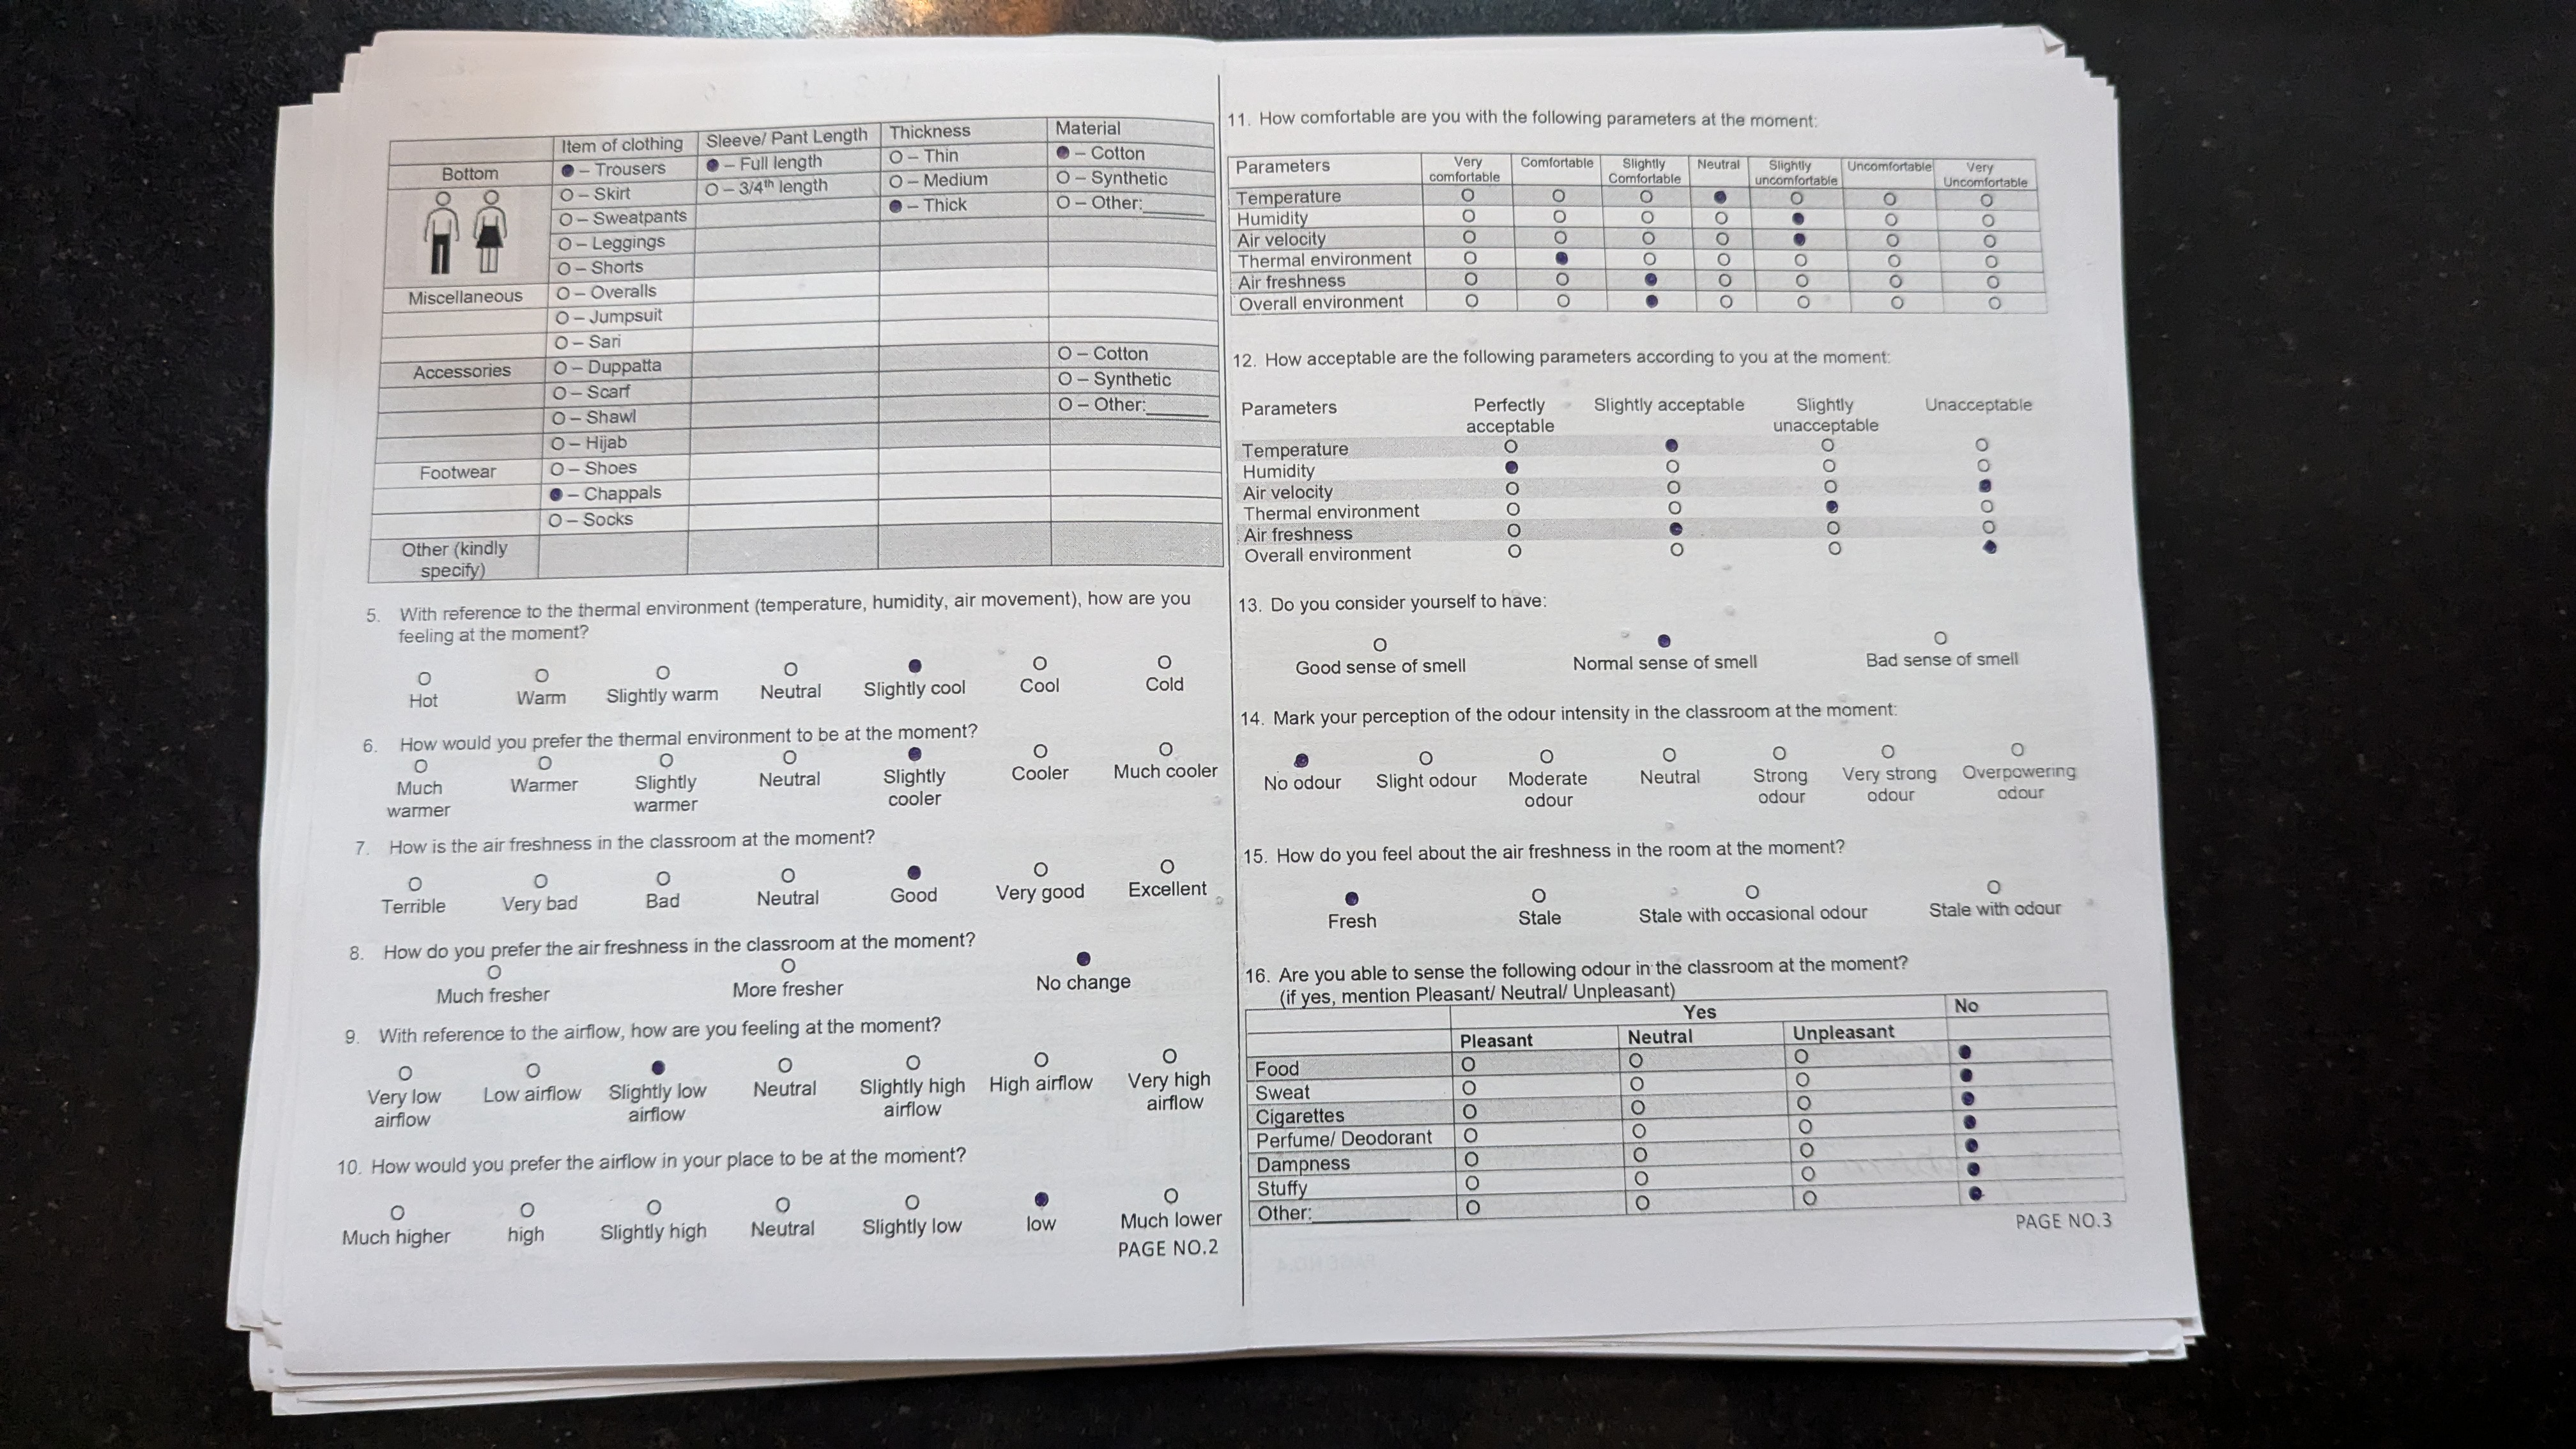 Item of clothing Sleeve/ Pant Length Thickness Material
Bottom ● – Trousers ● – Full length O – Thin ● – Cotton
O – Skirt O – 3/4th length O – Medium O – Synthetic
O – Sweatpants ● – Thick O – Other:_______
O – Leggings
O – Shorts
Miscellaneous O – Overalls
O – Jumpsuit
O – Sari
Accessories O – Duppatta O – Cotton
O – Scarf O – Synthetic
O – Shawl O – Other:_______
O – Hijab
Footwear O – Shoes
● – Chappals
O – Socks
Other (kindly
specify)
5. With reference to the thermal environment (temperature, humidity, air movement), how are you
feeling at the moment?
O O O O ● O O
Hot Warm Slightly warm Neutral Slightly cool Cool Cold
6. How would you prefer the thermal environment to be at the moment?
O O O O ● O O
Much Warmer Slightly Neutral Slightly Cooler Much cooler
warmer warmer cooler
7. How is the air freshness in the classroom at the moment?
O O O O ● O O
Terrible Very bad Bad Neutral Good Very good Excellent
8. How do you prefer the air freshness in the classroom at the moment?
O O ●
Much fresher More fresher No change
9. With reference to the airflow, how are you feeling at the moment?
O O ● O O O O
Very low Low airflow Slightly low Neutral Slightly high High airflow Very high
airflow airflow airflow airflow
10. How would you prefer the airflow in your place to be at the moment?
O O O O O ● O
Much higher high Slightly high Neutral Slightly low low Much lower
PAGE NO.2
11. How comfortable are you with the following parameters at the moment:
Parameters Very Comfortable Slightly Neutral Slightly Uncomfortable Very
comfortable Comfortable uncomfortable Uncomfortable
Temperature O O O ● O O O
Humidity O O O O ● O O
Air velocity O O O O ● O O
Thermal environment O ● O O O O O
Air freshness O O ● O O O O
Overall environment O O ● O O O O
12. How acceptable are the following parameters according to you at the moment:
Parameters Perfectly Slightly acceptable Slightly Unacceptable
acceptable unacceptable
Temperature O ● O O
Humidity ● O O O
Air velocity O O O ●
Thermal environment O O ● O
Air freshness O ● O O
Overall environment O O O ●
13. Do you consider yourself to have:
O ● O
Good sense of smell Normal sense of smell Bad sense of smell
14. Mark your perception of the odour intensity in the classroom at the moment:
● O O O O O O
No odour Slight odour Moderate Neutral Strong Very strong Overpowering
odour odour odour odour
15. How do you feel about the air freshness in the room at the moment?
● O O O
Fresh Stale Stale with occasional odour Stale with odour
16. Are you able to sense the following odour in the classroom at the moment?
(if yes, mention Pleasant/ Neutral/ Unpleasant)
Yes No
Pleasant Neutral Unpleasant
Food O O O ●
Sweat O O O ●
Cigarettes O O O ●
Perfume/ Deodorant O O O ●
Dampness O O O ●
Stuffy O O O ●
Other:__________ O O O ●
PAGE NO.3